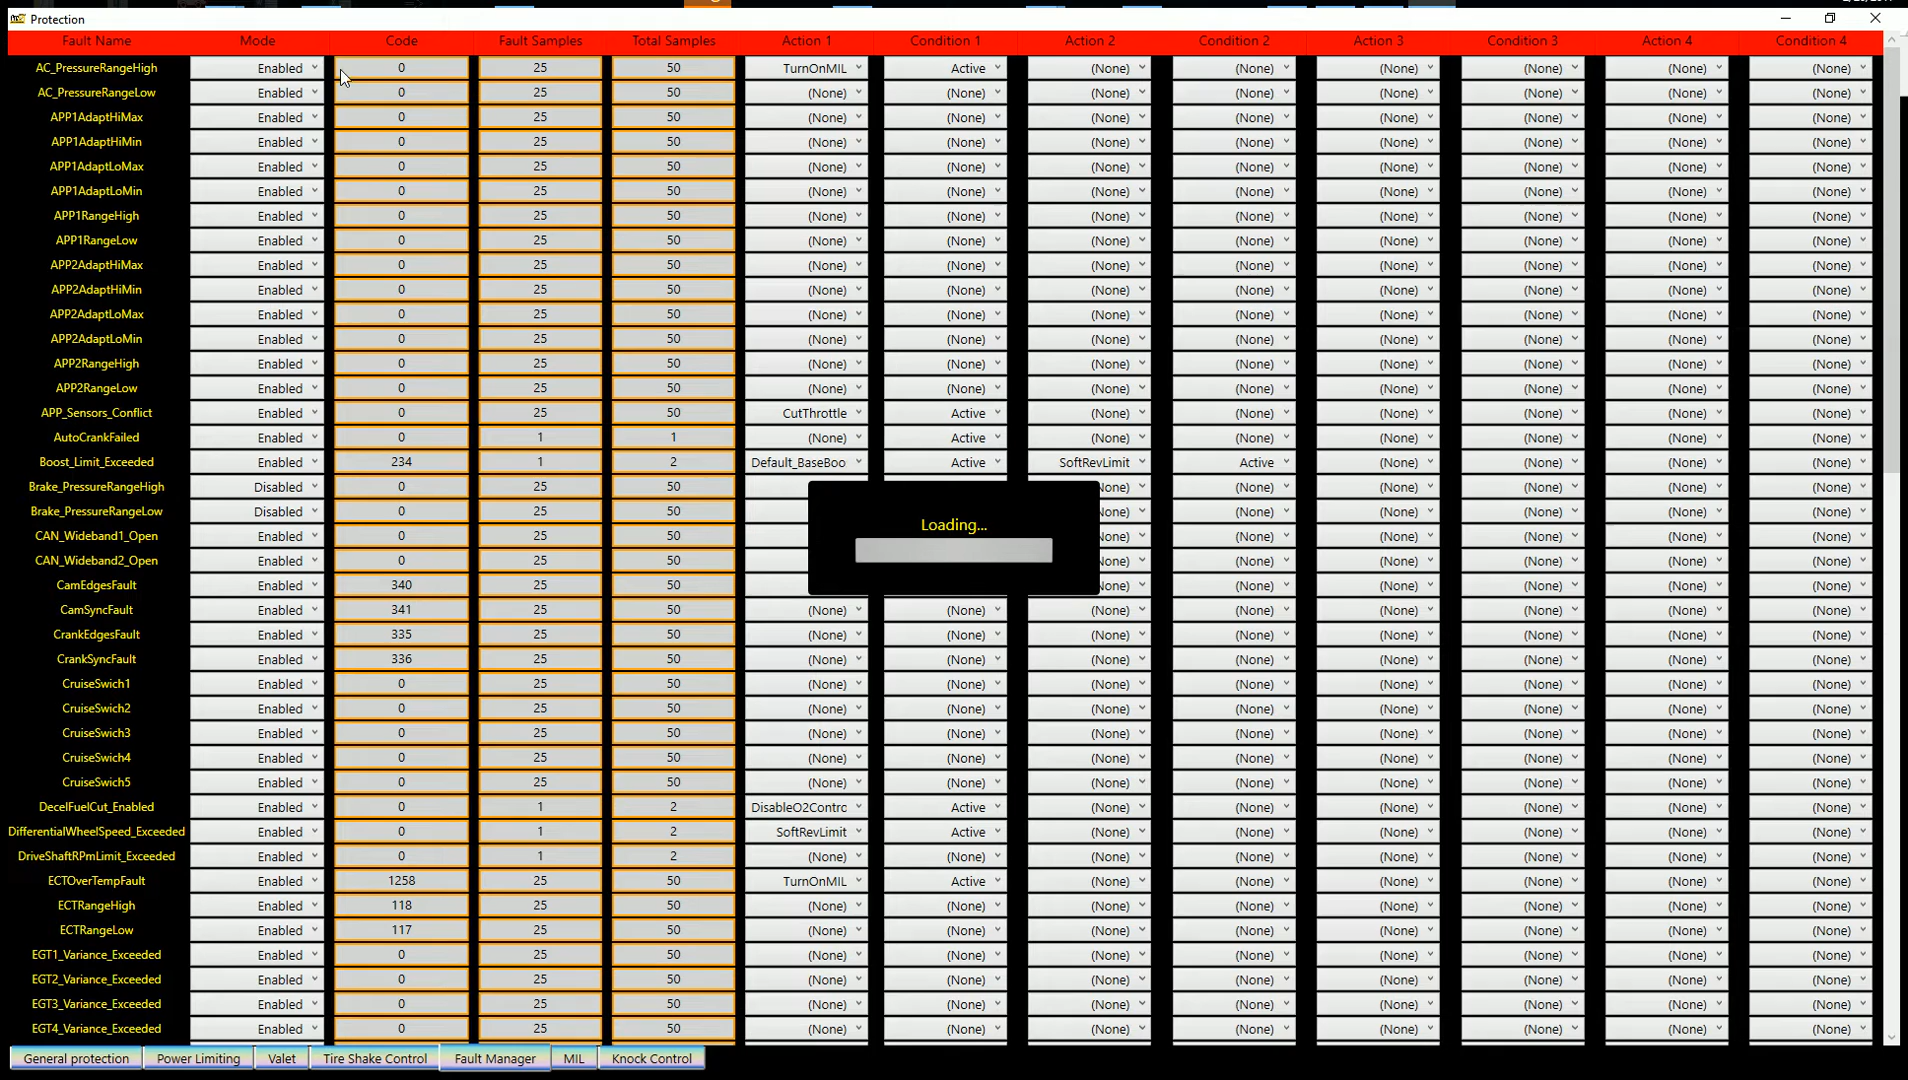 Protection
Fault Name Mode Code Fault Samples Total Samples Action 1 Condition 1 Action 2 Condition 2 Action 3 Condition 3 Action 4 Condition 4
AC_PressureRangeHigh Enabled 0 25 50 TurnOnMIL Active (None) (None) (None) (None) (None) (None)
AC_PressureRangeLow Enabled 0 25 50 (None) (None) (None) (None) (None) (None) (None) (None)
APP1AdaptHiMax Enabled 0 25 50 (None) (None) (None) (None) (None) (None) (None) (None)
APP1AdaptHiMin Enabled 0 25 50 (None) (None) (None) (None) (None) (None) (None) (None)
APP1AdaptLoMax Enabled 0 25 50 (None) (None) (None) (None) (None) (None) (None) (None)
APP1AdaptLoMin Enabled 0 25 50 (None) (None) (None) (None) (None) (None) (None) (None)
APP1RangeHigh Enabled 0 25 50 (None) (None) (None) (None) (None) (None) (None) (None)
APP1RangeLow Enabled 0 25 50 (None) (None) (None) (None) (None) (None) (None) (None)
APP2AdaptHiMax Enabled 0 25 50 (None) (None) (None) (None) (None) (None) (None) (None)
APP2AdaptHiMin Enabled 0 25 50 (None) (None) (None) (None) (None) (None) (None) (None)
APP2AdaptLoMax Enabled 0 25 50 (None) (None) (None) (None) (None) (None) (None) (None)
APP2AdaptLoMin Enabled 0 25 50 (None) (None) (None) (None) (None) (None) (None) (None)
APP2RangeHigh Enabled 0 25 50 (None) (None) (None) (None) (None) (None) (None) (None)
APP2RangeLow Enabled 0 25 50 (None) (None) (None) (None) (None) (None) (None) (None)
APP_Sensors_Conflict Enabled 0 25 50 CutThrottle Active (None) (None) (None) (None) (None) (None)
AutoCrankFailed Enabled 0 1 1 (None) Active (None) (None) (None) (None) (None) (None)
Boost_Limit_Exceeded Enabled 234 1 2 Default_BaseBoo Active SoftRevLimit Active (None) (None) (None) (None)
Brake_PressureRangeHigh Disabled 0 25 50 (None) (None) (None) (None) (None) (None)
Brake_PressureRangeLow Disabled 0 25 50 (None) (None) (None) (None) (None) (None)
CAN_Wideband1_Open Enabled 0 25 50 (None) (None) (None) (None) (None) (None)
CAN_Wideband2_Open Enabled 0 25 50 (None) (None) (None) (None) (None) (None)
CamEdgesFault Enabled 340 25 50 (None) (None) (None) (None) (None) (None)
CamSyncFault Enabled 341 25 50 (None) (None) (None) (None) (None) (None) (None) (None)
CrankEdgesFault Enabled 335 25 50 (None) (None) (None) (None) (None) (None) (None) (None)
CrankSyncFault Enabled 336 25 50 (None) (None) (None) (None) (None) (None) (None) (None)
CruiseSwich1 Enabled 0 25 50 (None) (None) (None) (None) (None) (None) (None) (None)
CruiseSwich2 Enabled 0 25 50 (None) (None) (None) (None) (None) (None) (None) (None)
CruiseSwich3 Enabled 0 25 50 (None) (None) (None) (None) (None) (None) (None) (None)
CruiseSwich4 Enabled 0 25 50 (None) (None) (None) (None) (None) (None) (None) (None)
CruiseSwich5 Enabled 0 25 50 (None) (None) (None) (None) (None) (None) (None) (None)
DecelFuelCut_Enabled Enabled 0 1 2 DisableO2Contrc Active (None) (None) (None) (None) (None) (None)
DifferentialWheelSpeed_Exceeded Enabled 0 1 2 SoftRevLimit Active (None) (None) (None) (None) (None) (None)
DriveShaftRPmLimit_Exceeded Enabled 0 1 2 (None) (None) (None) (None) (None) (None) (None) (None)
ECTOverTempFault Enabled 1258 25 50 TurnOnMIL Active (None) (None) (None) (None) (None) (None)
ECTRangeHigh Enabled 118 25 50 (None) (None) (None) (None) (None) (None) (None) (None)
ECTRangeLow Enabled 117 25 50 (None) (None) (None) (None) (None) (None) (None) (None)
EGT1_Variance_Exceeded Enabled 0 25 50 (None) (None) (None) (None) (None) (None) (None) (None)
EGT2_Variance_Exceeded Enabled 0 25 50 (None) (None) (None) (None) (None) (None) (None) (None)
EGT3_Variance_Exceeded Enabled 0 25 50 (None) (None) (None) (None) (None) (None) (None) (None)
EGT4_Variance_Exceeded Enabled 0 25 50 (None) (None) (None) (None) (None) (None) (None) (None)
Loading...
General protection Power Limiting Valet Tire Shake Control Fault Manager MIL Knock Control